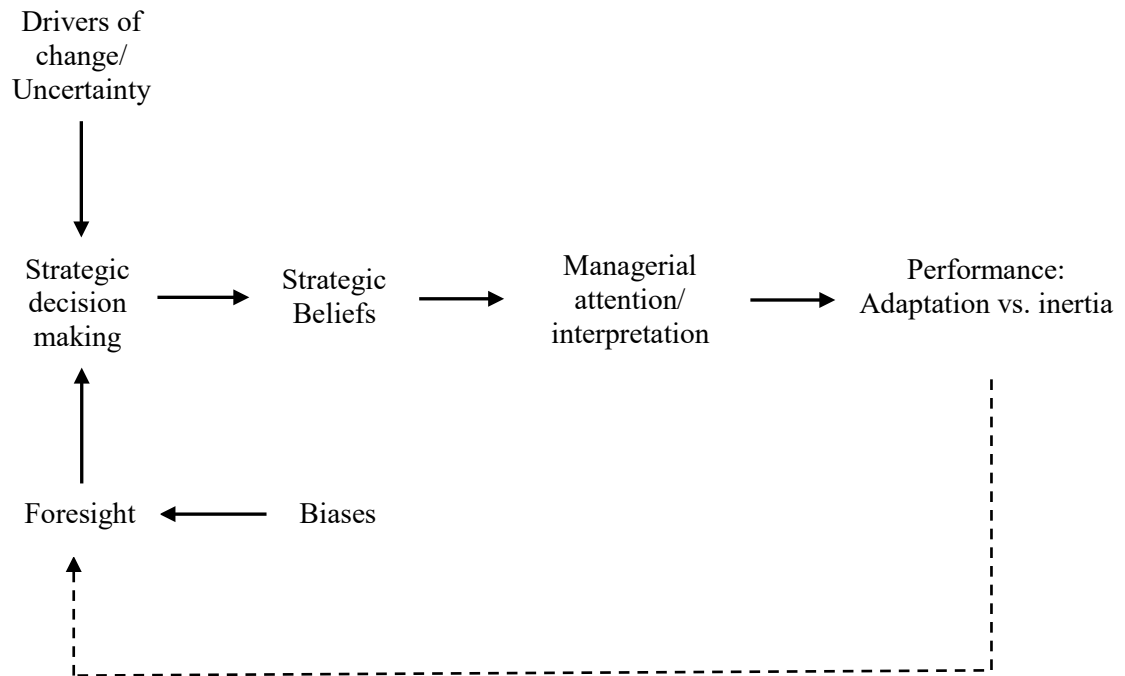 Drivers of
change/
Uncertainty
Strategic
decision
making
Strategic
Beliefs
Managerial
attention/
interpretation
Performance:
Adaptation vs. inertia
Foresight
Biases